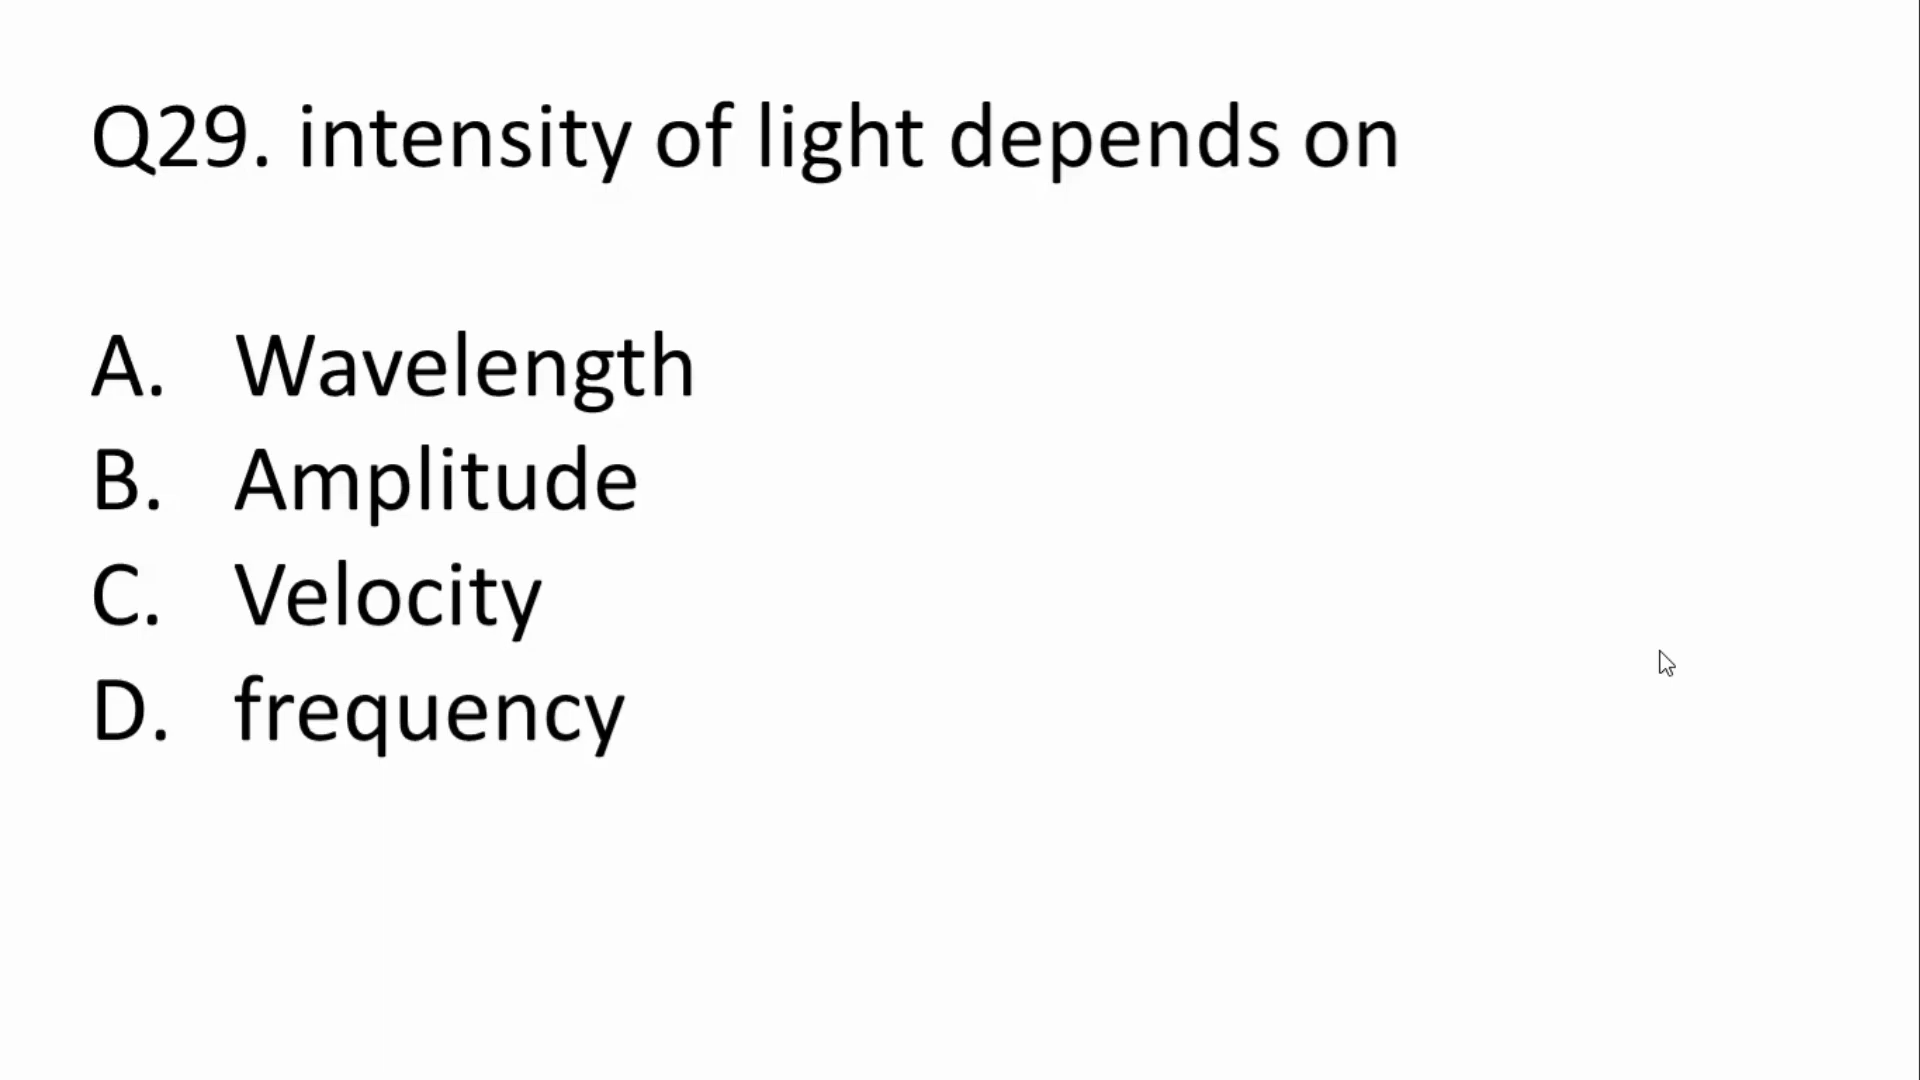 Q29. intensity of light depends on
A. Wavelength
B. Amplitude
C. Velocity
D. frequency